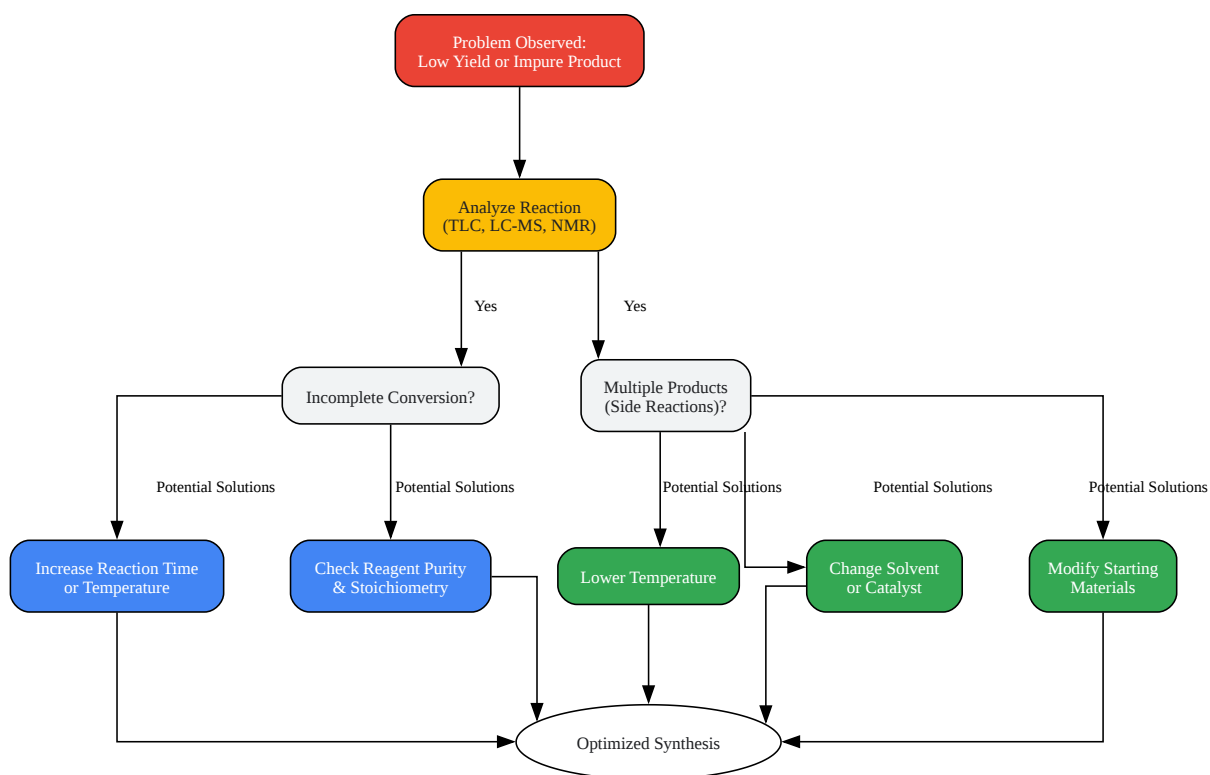 Problem Observed:
Low Yield or Impure Product
Analyze Reaction
(TLC, LC-MS, NMR)
Yes
Yes
Incomplete Conversion?
Multiple Products
(Side Reactions)?
Potential Solutions
Potential Solutions
Potential Solutions
Potential Solutions
Potential Solutions
Increase Reaction Time
or Temperature
Check Reagent Purity
& Stoichiometry
Lower Temperature
Change Solvent
or Catalyst
Modify Starting
Materials
Optimized Synthesis